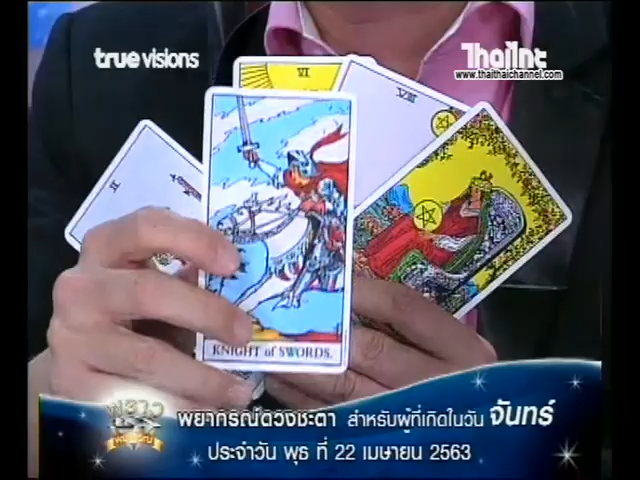 truevisions
ThaiThai
www.thaithaichannel.com
VI
VIII
II
KNIGHT of SWORDS.
พยากรณ์ดวงชะตา สำหรับผู้ที่เกิดในวัน จันทร์
ประจำวัน พุธ ที่ 22 เมษายน 2563